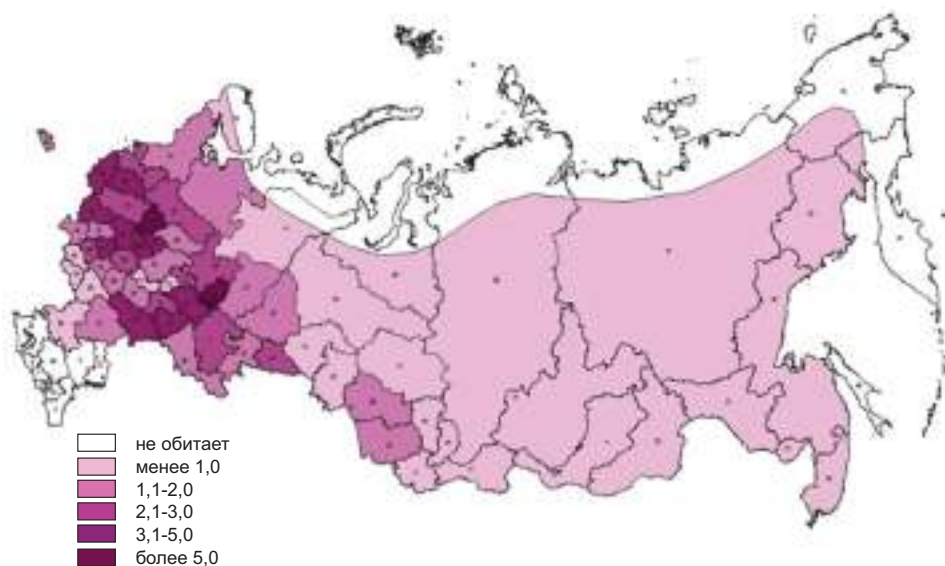 не обитает
менее 1,0
1,1-2,0
2,1-3,0
3,1-5,0
более 5,0